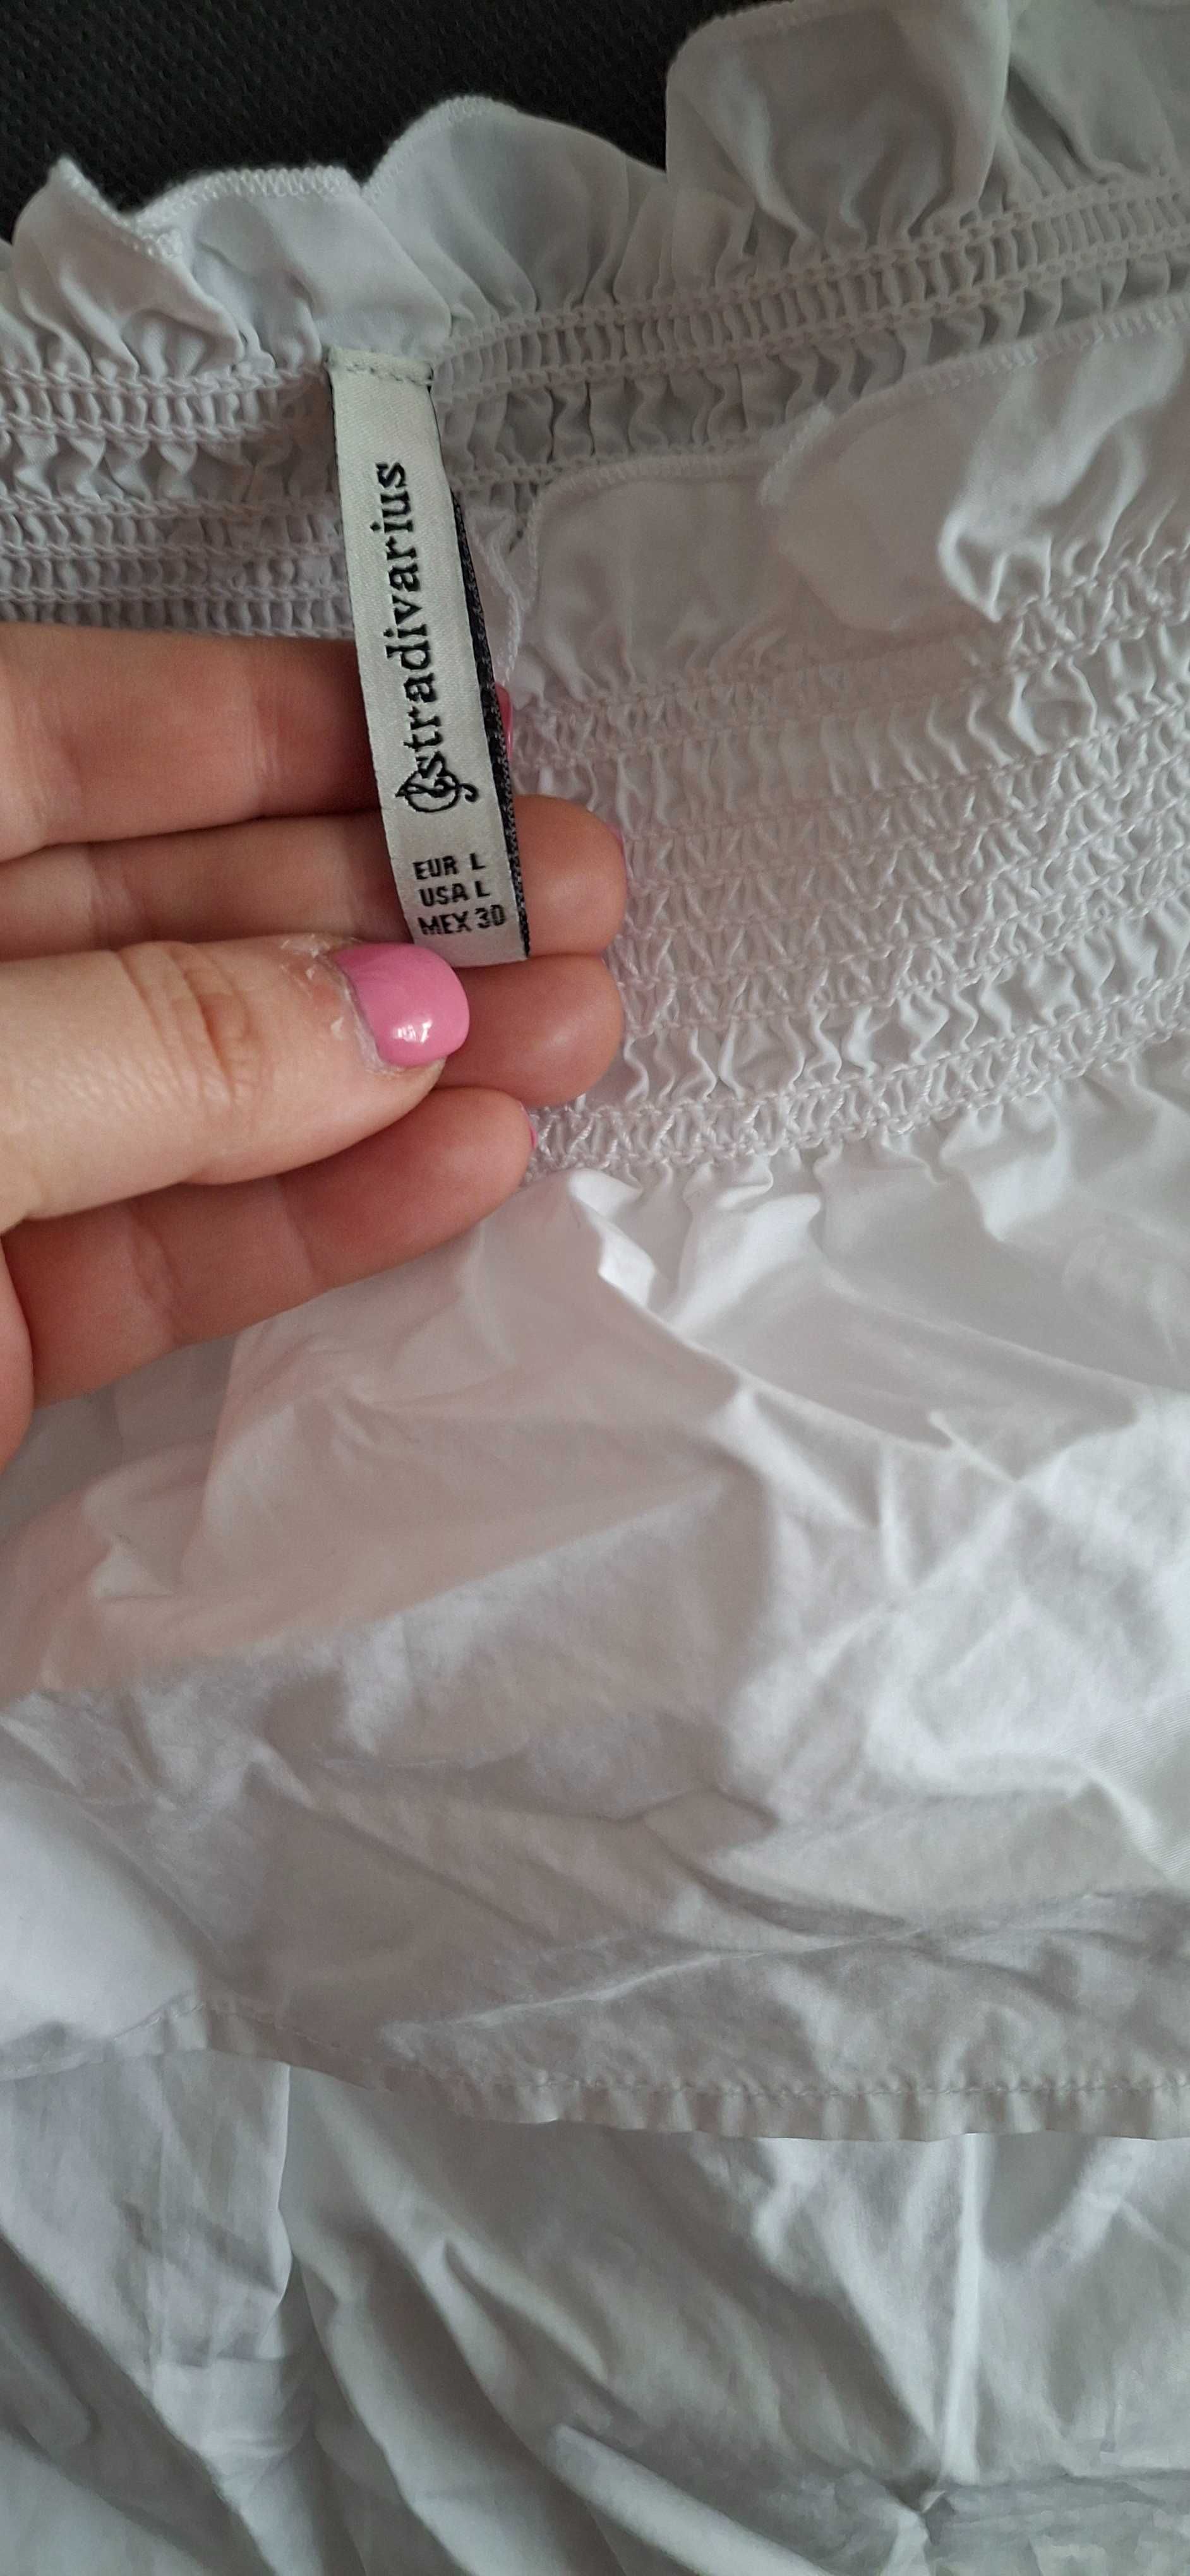 stradivarius
EUR L
USA L
MEX 30